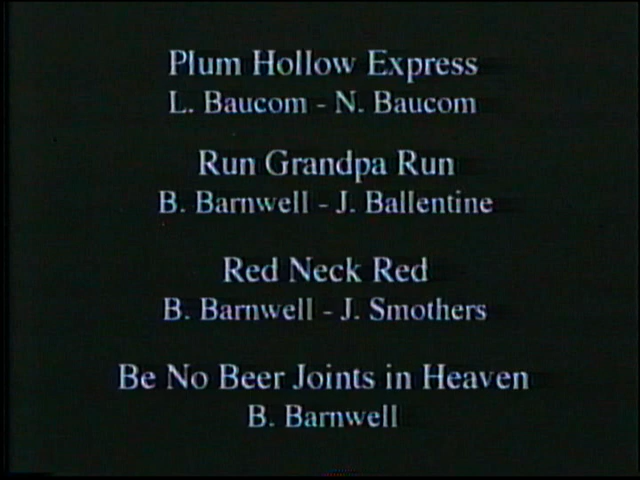 Plum Hollow Express
L. Baucom - N. Baucom
Run Grandpa Run
B. Barnwell - J. Ballentine
Red Neck Red
B. Barnwell - J. Smothers
Be No Beer Joints in Heaven
B. Barnwell